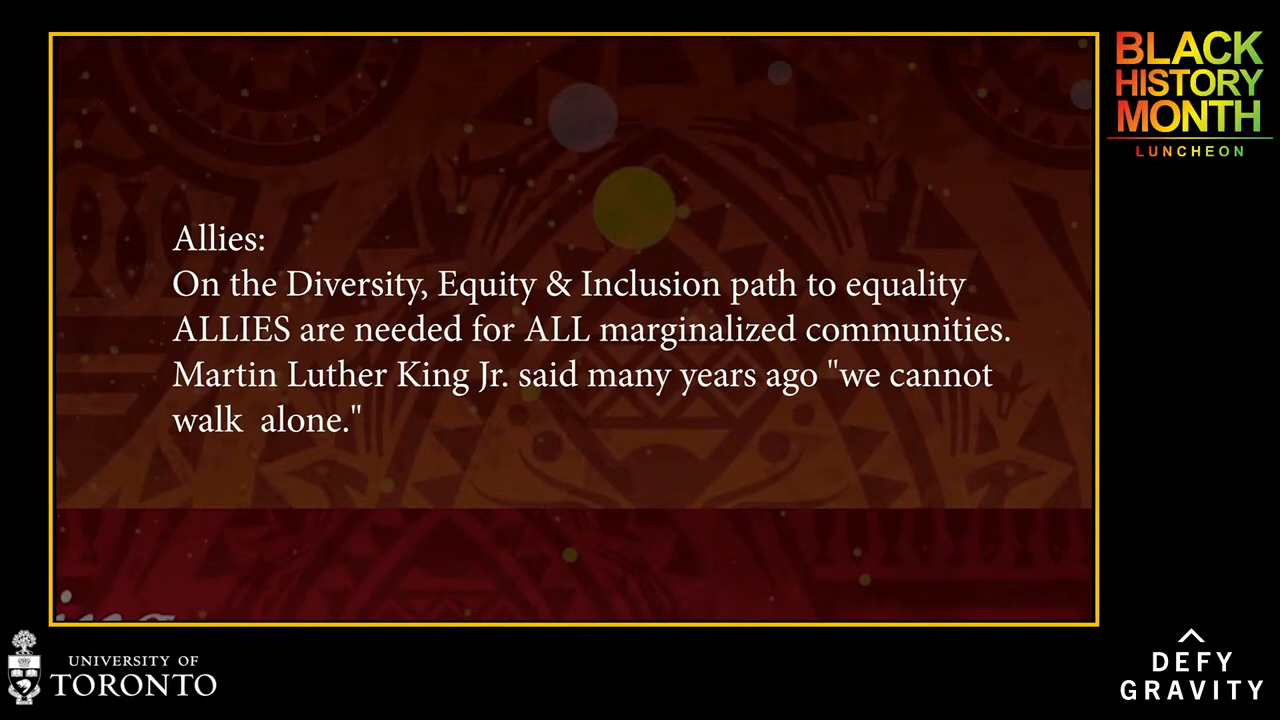 BLACK
HISTORY
MONTH
LUNCHEON
Allies:
On the Diversity, Equity & Inclusion path to equality
ALLIES are needed for ALL marginalized communities.
Martin Luther King Jr. said many years ago "we cannot
walk  alone."
UNIVERSITY OF
TORONTO
DEFY
GRAVITY